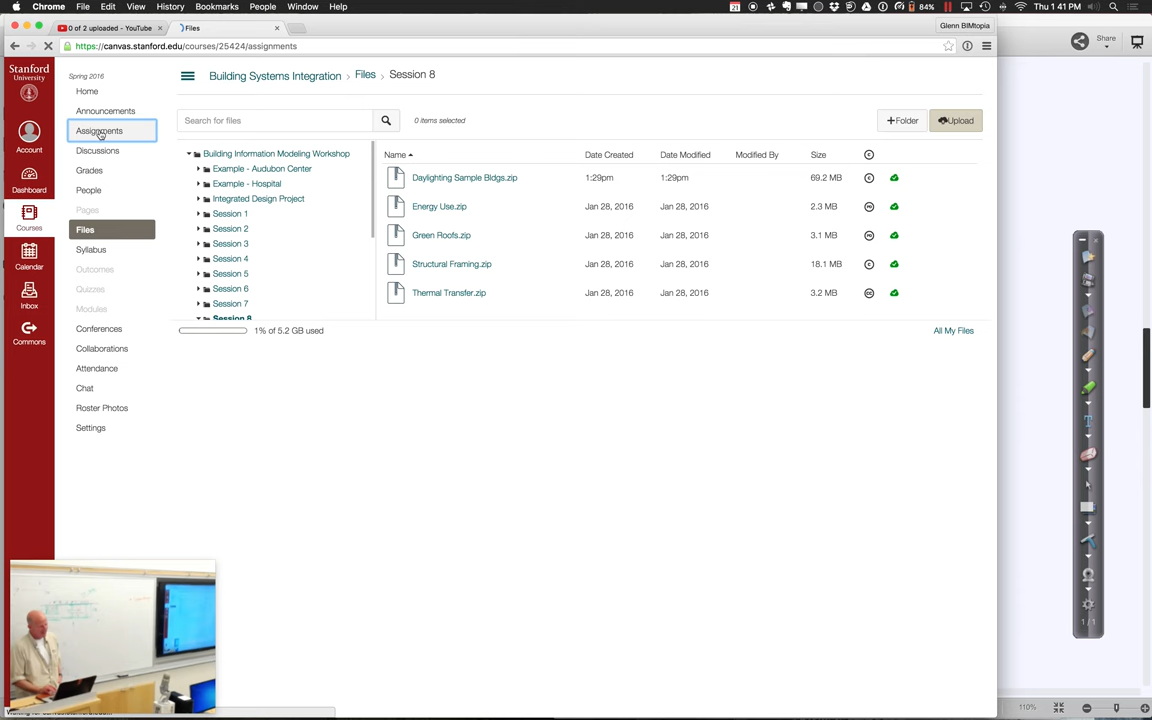 Chrome File Edit View History Bookmarks People Window Help 21 84% Thu 1 41 PM
0 of 2 uploaded - YouTube × Files × Glenn BIMtopia
https://canvas.stanford.edu/courses/25424/assignments
Share
Stanford
University
Account
Dashboard
Courses
Calendar
Inbox
Commons
Spring 2016
Home
Announcements
Assignments
Discussions
Grades
People
Pages
Files
Syllabus
Outcomes
Quizzes
Modules
Conferences
Collaborations
Attendance
Chat
Roster Photos
Settings
Building Systems Integration › Files › Session 8
Search for files
0 items selected
+Folder
Upload
Building Information Modeling Workshop
Example - Audubon Center
Example - Hospital
Integrated Design Project
Session 1
Session 2
Session 3
Session 4
Session 5
Session 6
Session 7
Session 8
Name Date Created Date Modified Modified By Size
Daylighting Sample Bldgs.zip 1:29pm 1:29pm 69.2 MB
Energy Use.zip Jan 28, 2016 Jan 28, 2016 2.3 MB
Green Roofs.zip Jan 28, 2016 Jan 28, 2016 3.1 MB
Structural Framing.zip Jan 28, 2016 Jan 28, 2016 18.1 MB
Thermal Transfer.zip Jan 28, 2016 Jan 28, 2016 3.2 MB
1% of 5.2 GB used
All My Files
1 / 1
110%